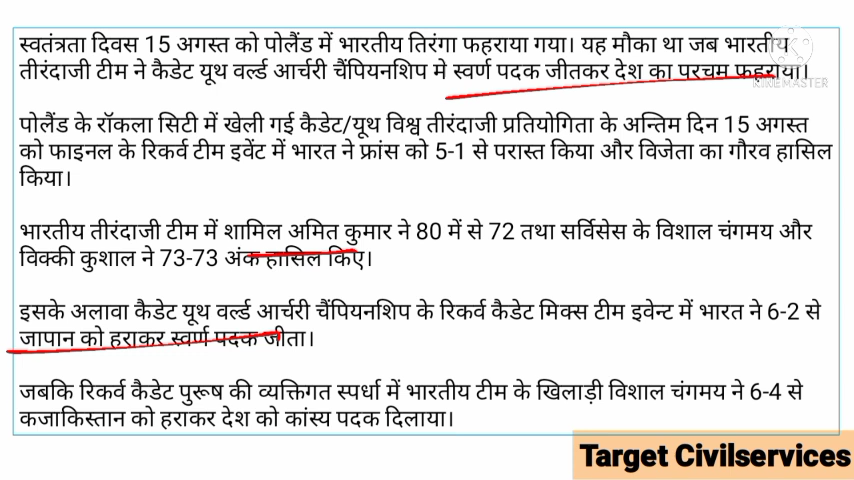 स्वतंत्रता दिवस 15 अगस्त को पोलैंड में भारतीय तिरंगा फहराया गया। यह मौका था जब भारतीय
तीरंदाजी टीम ने कैडेट यूथ वर्ल्ड आर्चरी चैंपियनशिप मे स्वर्ण पदक जीतकर देश का परचम फहराया।
KINEMASTER
पोलैंड के रॉकला सिटी में खेली गई कैडेट/यूथ विश्व तीरंदाजी प्रतियोगिता के अन्तिम दिन 15 अगस्त
को फाइनल के रिकर्व टीम इवेंट में भारत ने फ्रांस को 5-1 से परास्त किया और विजेता का गौरव हासिल
किया।
भारतीय तीरंदाजी टीम में शामिल अमित कुमार ने 80 में से 72 तथा सर्विसेस के विशाल चंगमय और
विक्की कुशाल ने 73-73 अंक हासिल किए।
इसके अलावा कैडेट यूथ वर्ल्ड आर्चरी चैंपियनशिप के रिकर्व कैडेट मिक्स टीम इवेन्ट में भारत ने 6-2 से
जापान को हराकर स्वर्ण पदक जीता।
जबकि रिकर्व कैडेट पुरूष की व्यक्तिगत स्पर्धा में भारतीय टीम के खिलाड़ी विशाल चंगमय ने 6-4 से
कजाकिस्तान को हराकर देश को कांस्य पदक दिलाया।
Target Civilservices